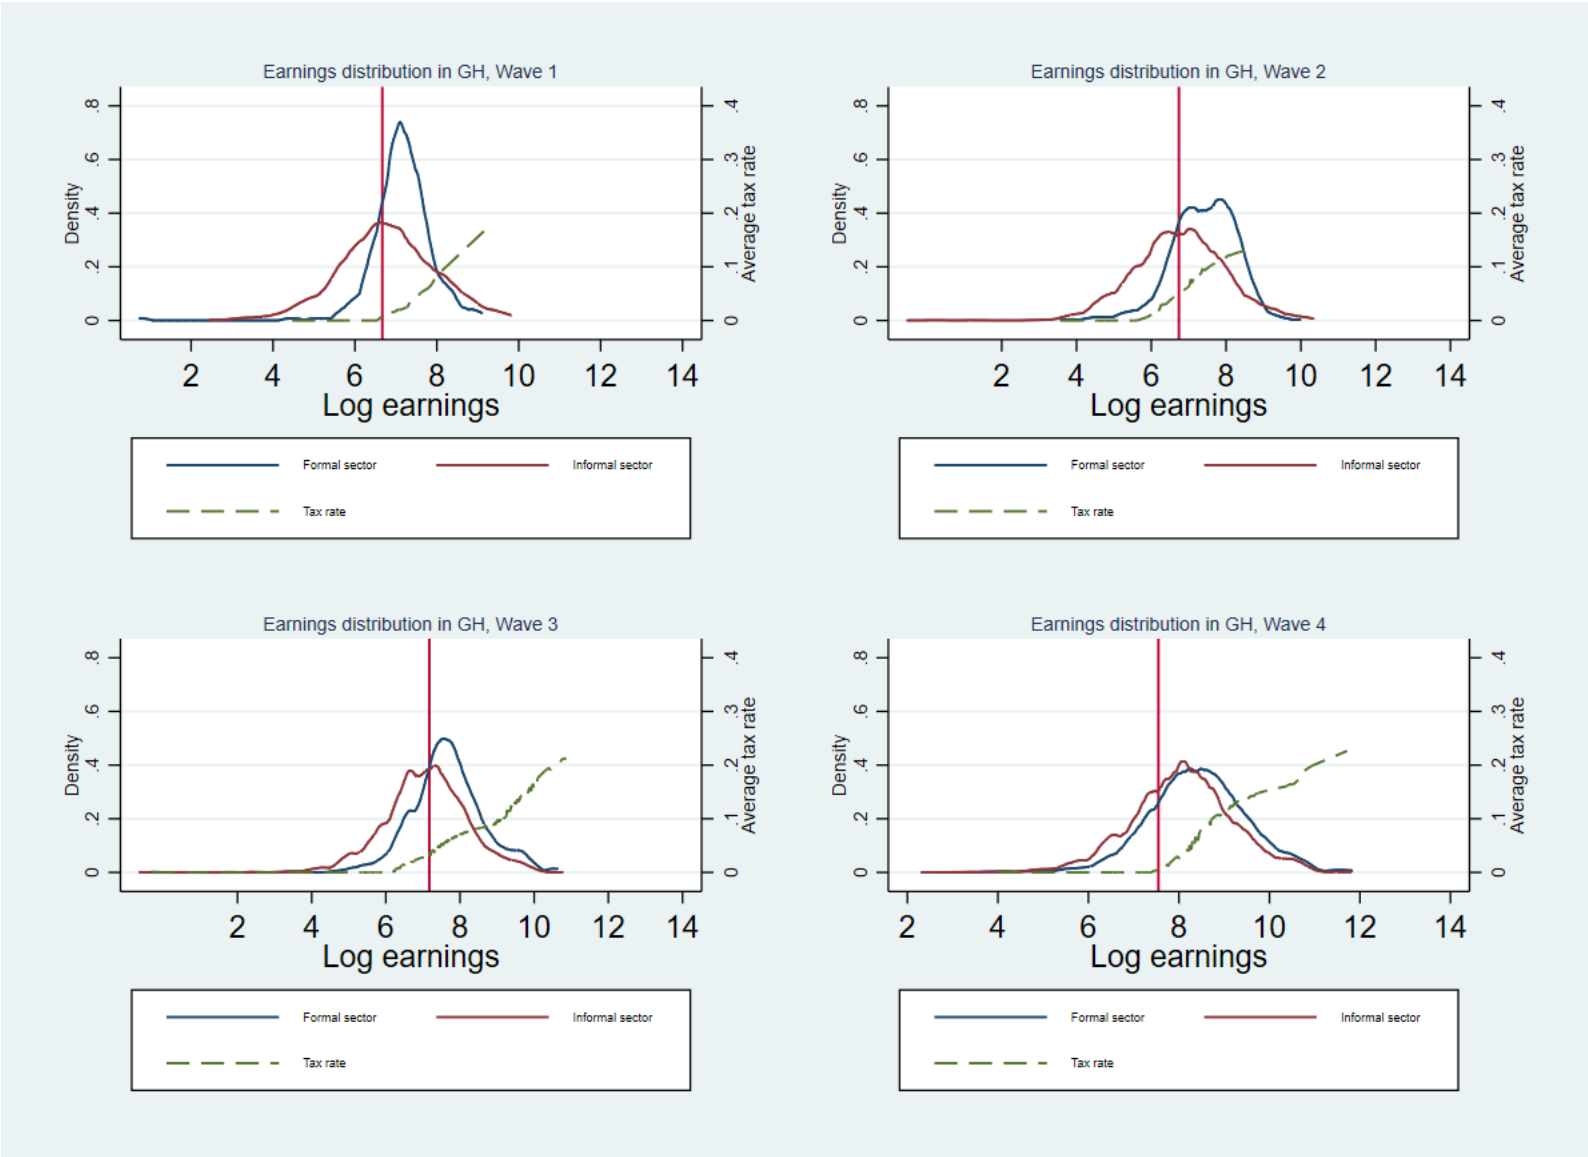 Earnings distribution in GH, Wave 1
Density
Average tax rate
0 .2 .4 .6 .8
0 .1 .2 .3 .4
2 4 6 8 10 12 14
Log earnings
Formal sector Informal sector
Tax rate
Earnings distribution in GH, Wave 2
Density
Average tax rate
0 .2 .4 .6 .8
0 .1 .2 .3 .4
2 4 6 8 10 12 14
Log earnings
Formal sector Informal sector
Tax rate
Earnings distribution in GH, Wave 3
Density
Average tax rate
0 .2 .4 .6 .8
0 .1 .2 .3 .4
2 4 6 8 10 12 14
Log earnings
Formal sector Informal sector
Tax rate
Earnings distribution in GH, Wave 4
Density
Average tax rate
0 .2 .4 .6 .8
0 .1 .2 .3 .4
2 4 6 8 10 12 14
Log earnings
Formal sector Informal sector
Tax rate